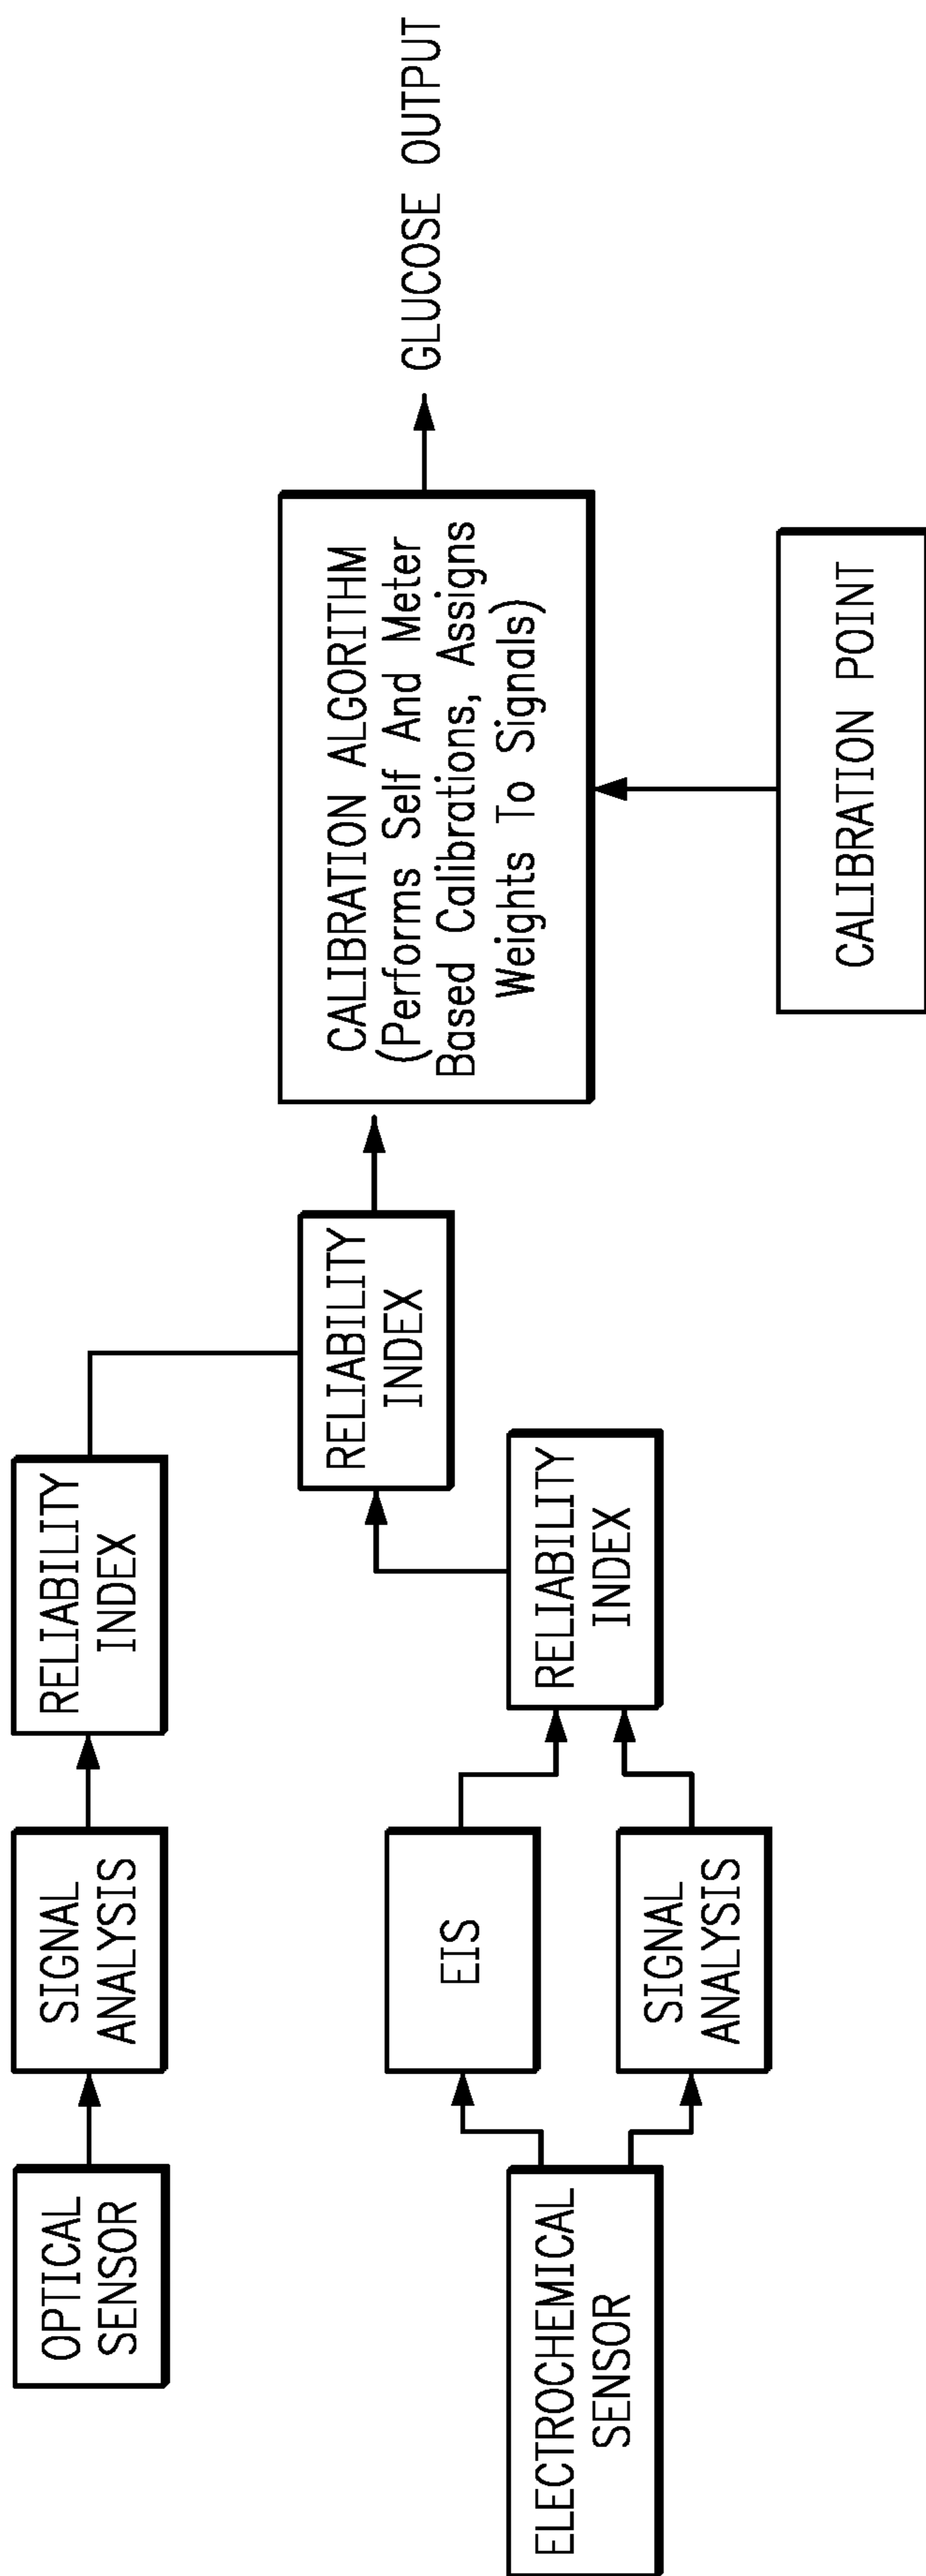 OPTICAL
SENSOR
SIGNAL
ANALYSIS
RELIABILITY
INDEX
ELECTROCHEMICAL
SENSOR
EIS
SIGNAL
ANALYSIS
RELIABILITY
INDEX
RELIABILITY
INDEX
CALIBRATION ALGORITHM
(Performs Self And Meter
Based Calibrations, Assigns
Weights To Signals)
GLUCOSE OUTPUT
CALIBRATION POINT